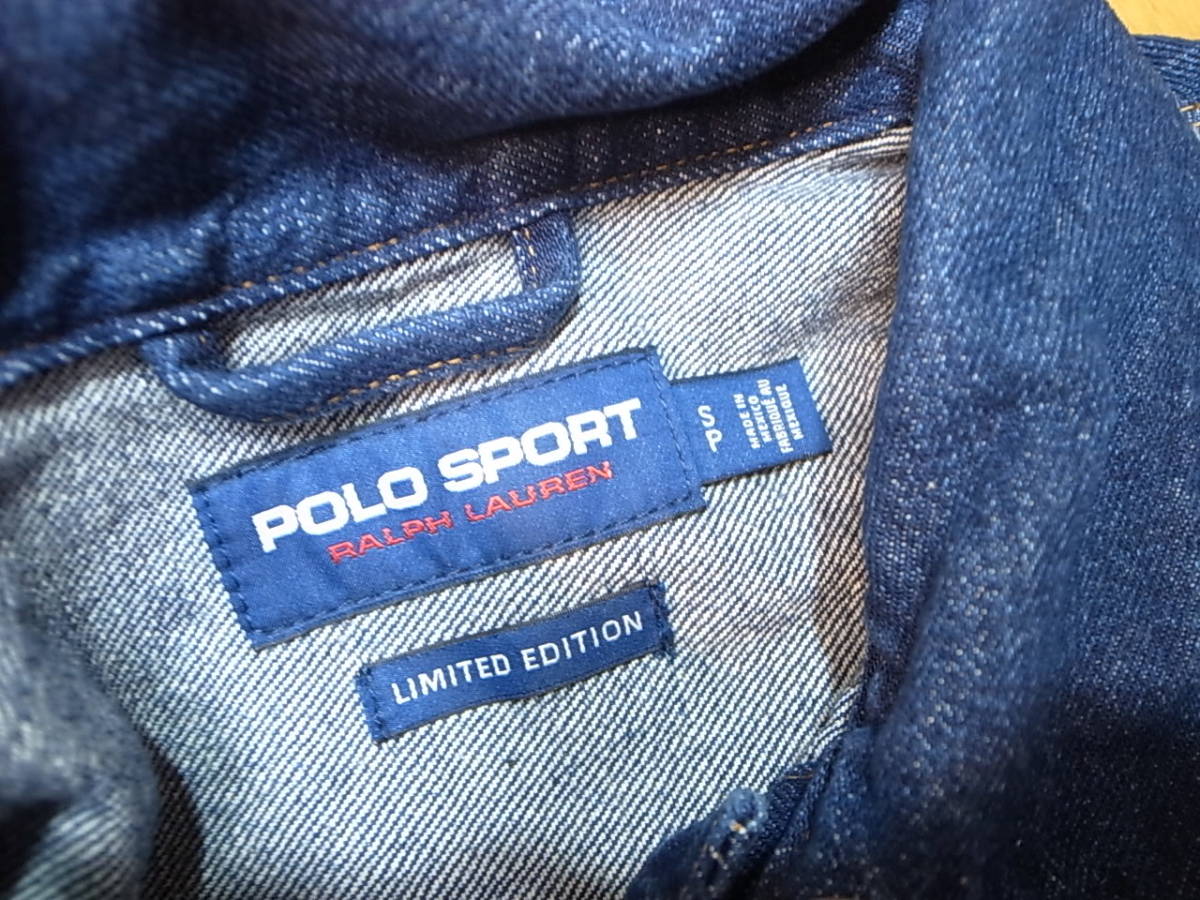 POLO SPORT
RALPH LAUREN
S
P
MADE IN
MEXICO
FABRIQUÉ AU
MEXIQUE
LIMITED EDITION